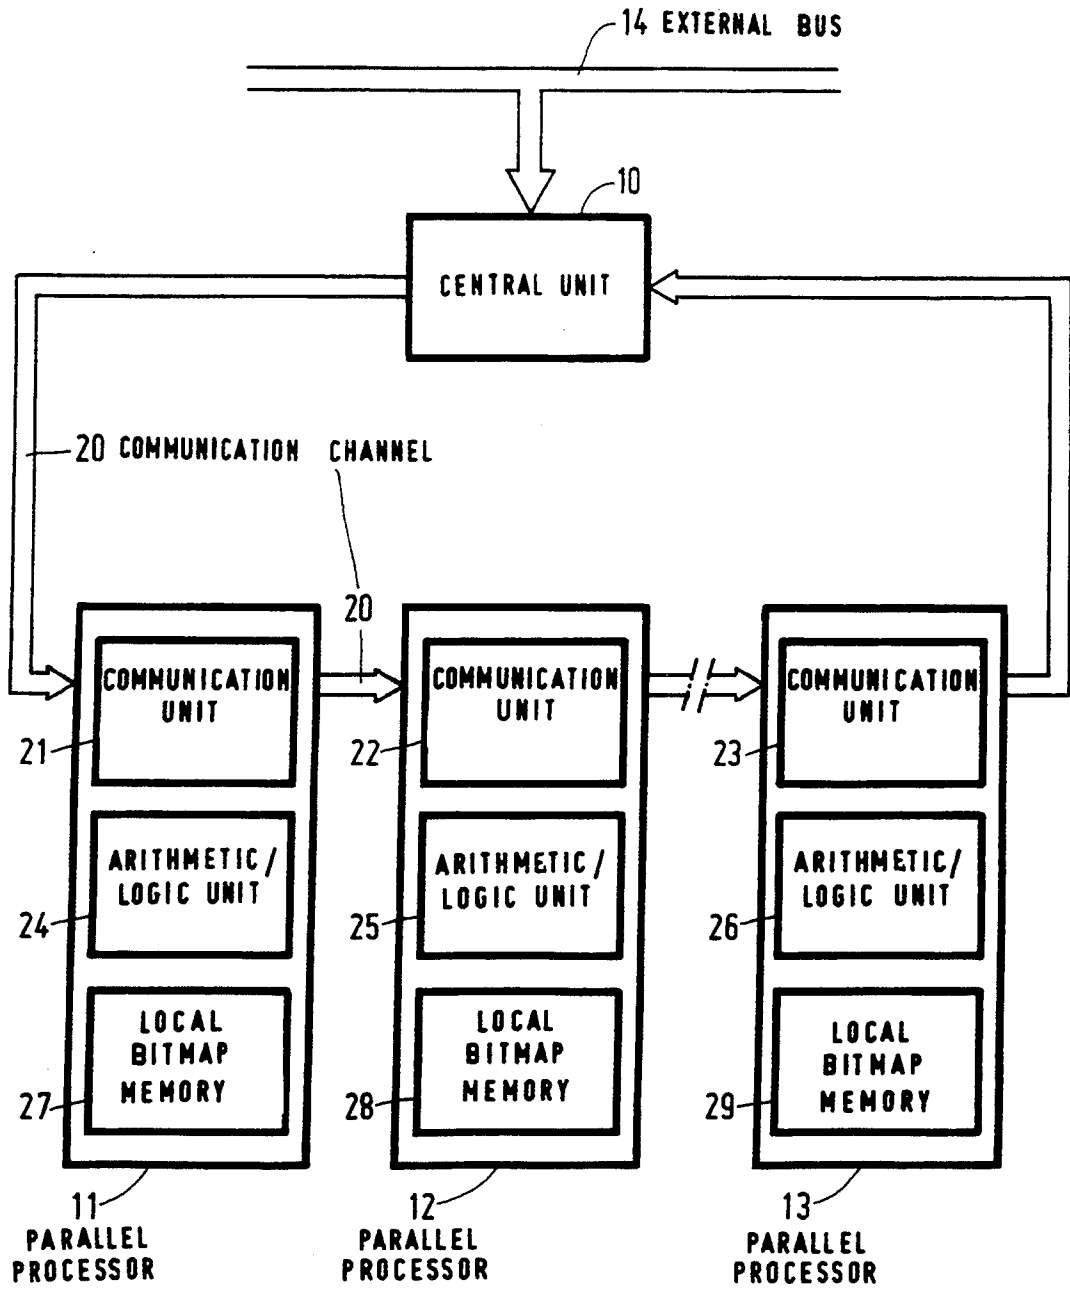 14 EXTERNAL BUS
10
CENTRAL UNIT
20 COMMUNICATION CHANNEL
20
COMMUNICATION
UNIT
21
COMMUNICATION
UNIT
22
COMMUNICATION
UNIT
23
ARITHMETIC/
LOGIC UNIT
24
ARITHMETIC/
LOGIC UNIT
25
ARITHMETIC/
LOGIC UNIT
26
LOCAL
BITMAP
MEMORY
27
LOCAL
BITMAP
MEMORY
28
LOCAL
BITMAP
MEMORY
29
11
PARALLEL
PROCESSOR
12
PARALLEL
PROCESSOR
13
PARALLEL
PROCESSOR